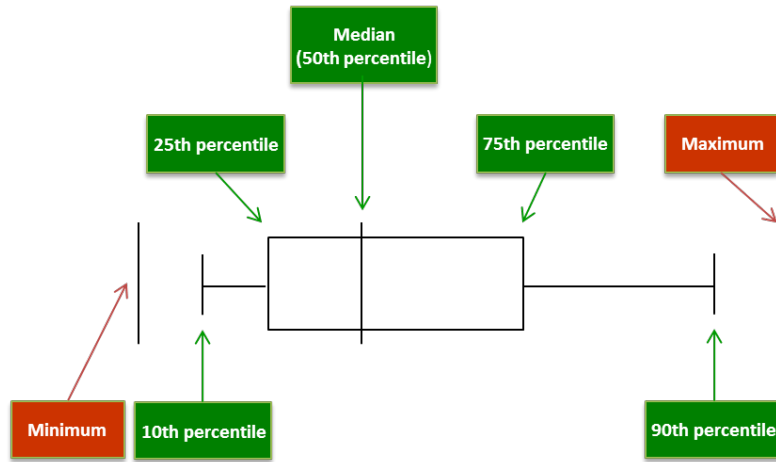 Median
(50th percentile)
25th percentile
75th percentile
Maximum
Minimum
10th percentile
90th percentile